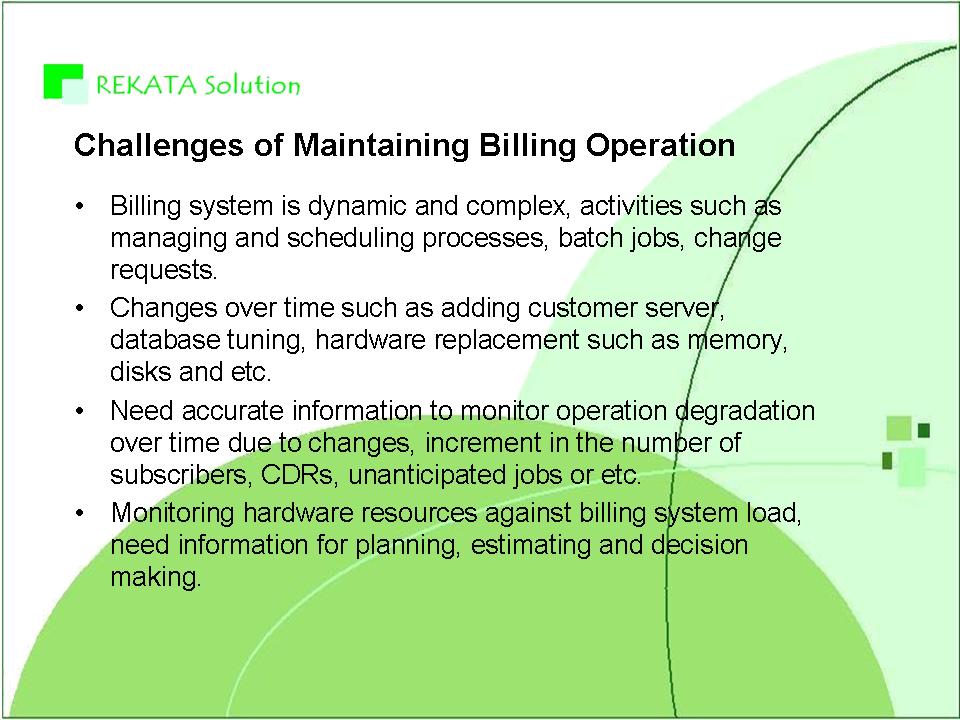 REKATA Solution
Challenges of Maintaining Billing Operation
• Billing system is dynamic and complex, activities such as
managing and scheduling processes, batch jobs, change
requests.
• Changes over time such as adding customer server,
database tuning, hardware replacement such as memory,
disks and etc.
• Need accurate information to monitor operation degradation
over time due to changes, increment in the number of
subscribers, CDRs, unanticipated jobs or etc.
• Monitoring hardware resources against billing system load,
need information for planning, estimating and decision
making.